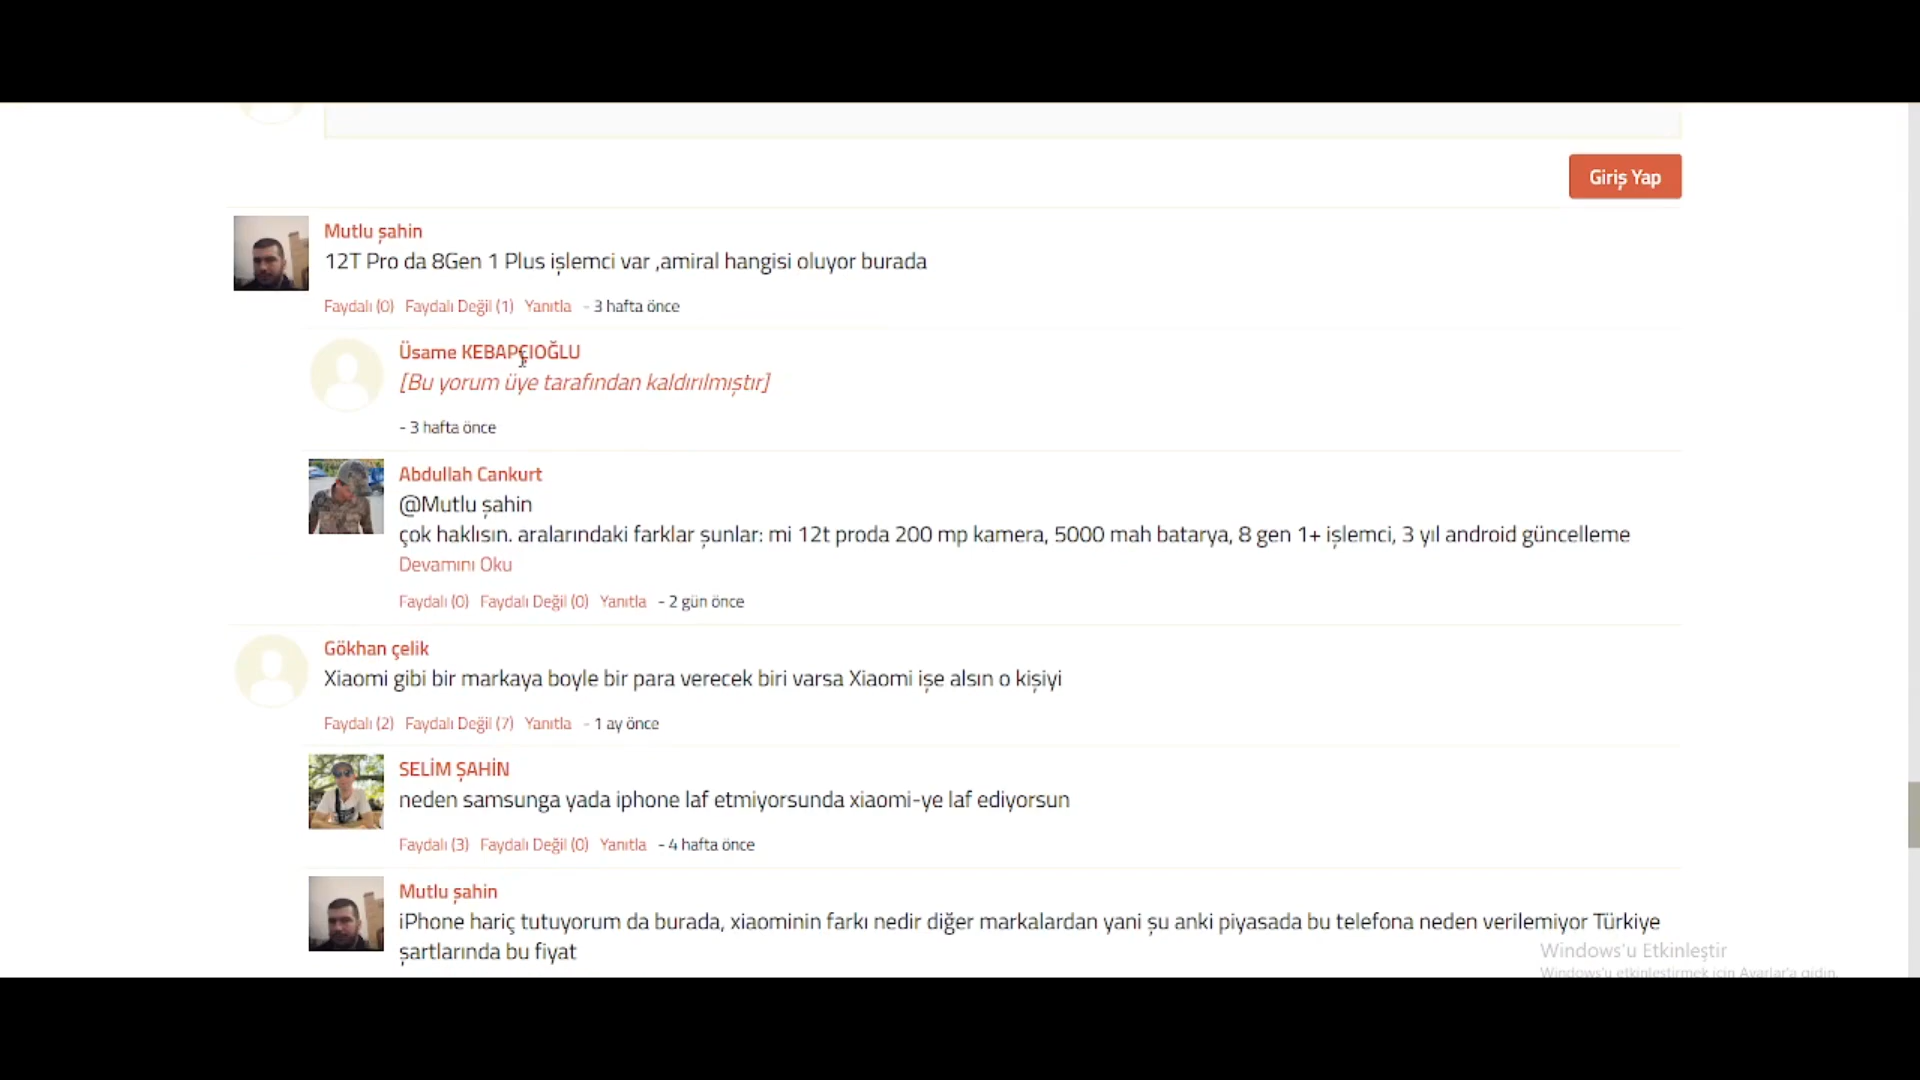 Giriş Yap
Mutlu şahin
12T Pro da 8Gen 1 Plus işlemci var ,amiral hangisi oluyor burada
Faydalı (0) Faydalı Değil (1) Yanıtla - 3 hafta önce
Üsame KEBAPÇIOĞLU
[Bu yorum üye tarafından kaldırılmıştır]
- 3 hafta önce
Abdullah Cankurt
@Mutlu şahin
çok haklısın. aralarındaki farklar şunlar: mi 12t proda 200 mp kamera, 5000 mah batarya, 8 gen 1+ işlemci, 3 yıl android güncelleme
Devamını Oku
Faydalı (0) Faydalı Değil (0) Yanıtla - 2 gün önce
Gökhan çelik
Xiaomi gibi bir markaya boyle bir para verecek biri varsa Xiaomi işe alsın o kişiyi
Faydalı (2) Faydalı Değil (7) Yanıtla - 1 ay önce
SELİM ŞAHİN
neden samsunga yada iphone laf etmiyorsunda xiaomi-ye laf ediyorsun
Faydalı (3) Faydalı Değil (0) Yanıtla - 4 hafta önce
Mutlu şahin
iPhone hariç tutuyorum da burada, xiaominin farkı nedir diğer markalardan yani şu anki piyasada bu telefona neden verilemiyor Türkiye
şartlarında bu fiyat
Windows'u Etkinleştir
Windows'u etkinleştirmek için Ayarlar'a gidin.